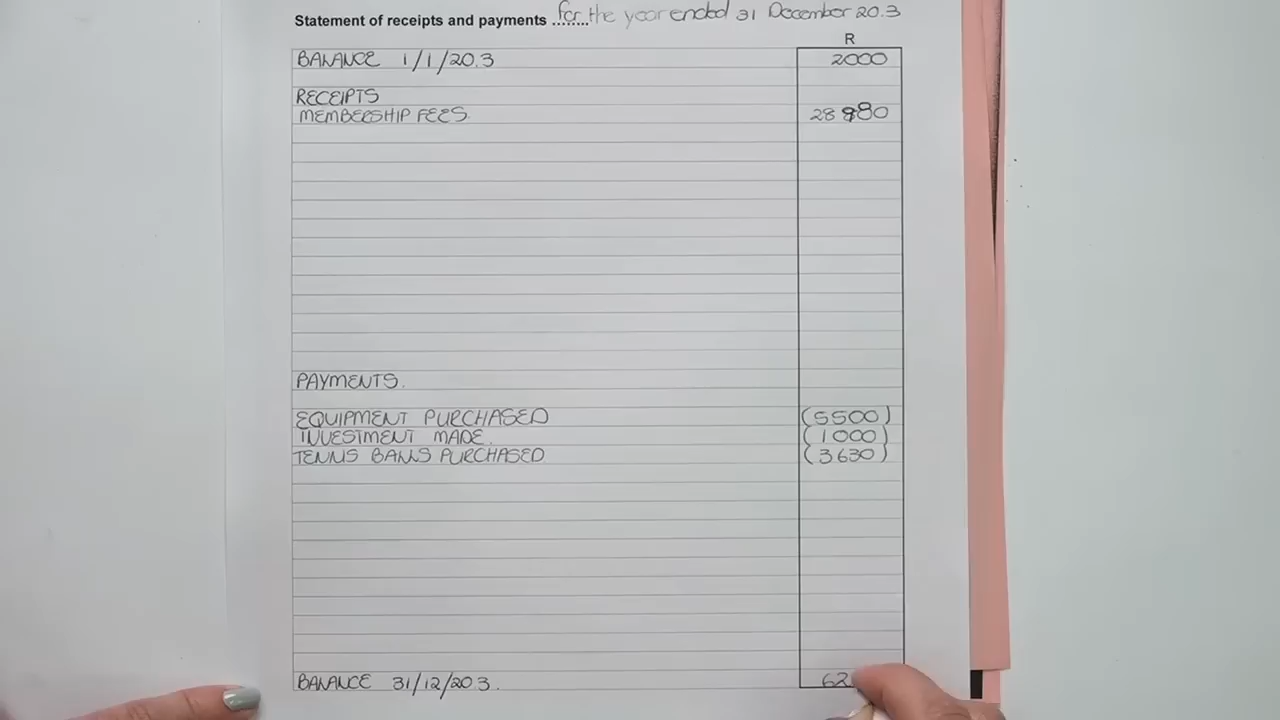 Statement of receipts and payments ........ for the year ended 31 December 20.3
R
BALANCE 1/1/20.3 2000
RECEIPTS
MEMBERSHIP FEES
PAYMENTS.
EQUIPMENT PURCHASED (5500)
INVESTMENT MADE. (1000)
TENNIS BALLS PURCHASED (3630)
BALANCE 31/12/20.3. 62